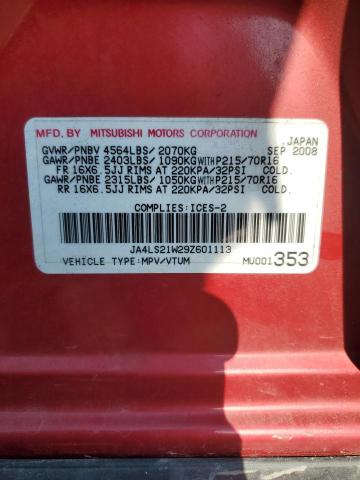 MFD. BY MITSUBISHI MOTORS CORPORATION
, JAPAN
GVWR/PNBV 4564LBS/ 2070KG SEP 2008
GAWR/PNBE 2403LBS/ 1090KG WITH P215/70R16
FR 16X6.5JJ RIMS AT 220KPA/32PSI COLD.
GAWR/PNBE 2315LBS/ 1050KG WITH P215/70R16
RR 16X6.5JJ RIMS AT 220KPA/32PSI COLD.
COMPLIES:ICES-2
JA4LS21W29Z601113
VEHICLE TYPE:MPV/VTUM MU001353